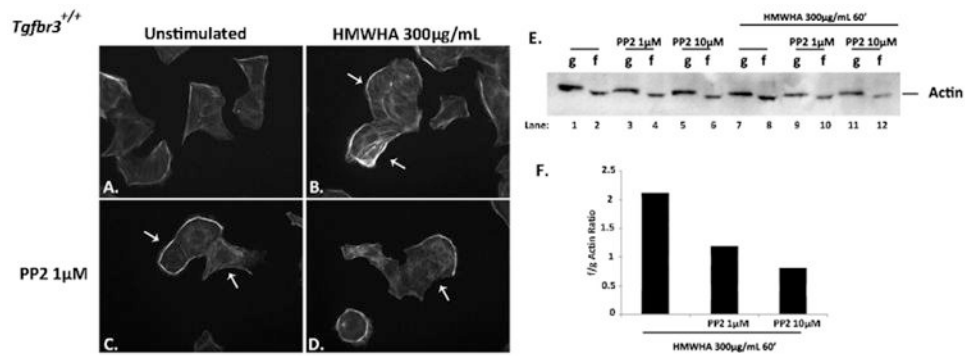 Tgfbr3+/+
Unstimulated
HMWHA 300µg/mL
A.
B.
PP2 1µM
C.
D.
E.
HMWHA 300µg/mL 60'
PP2 1µM PP2 10µM PP2 1µM PP2 10µM
g f g f g f g f g f g f
Actin
Lane: 1 2 3 4 5 6 7 8 9 10 11 12
F.
f/g Actin Ratio
2.5
2
1.5
1
0.5
0
PP2 1µM PP2 10µM
HMWHA 300µg/mL 60'